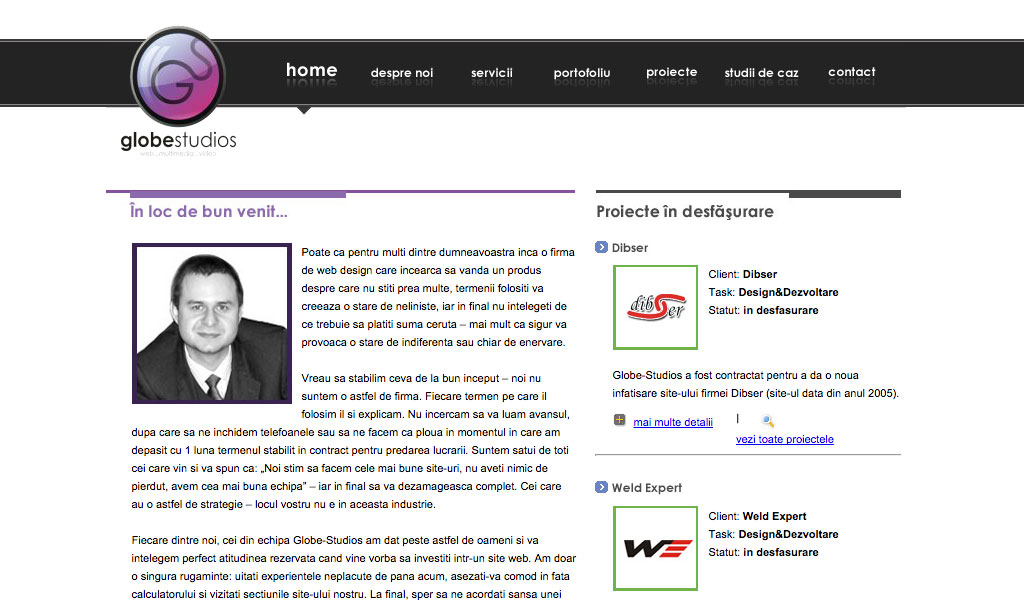 home
despre noi
servicii
portofoliu
proiecte
studii de caz
contact
GS
globestudios
web...multimedia...video
În loc de bun venit...
Poate ca pentru multi dintre dumneavoastra inca o firma
de web design care incearca sa vanda un produs
despre care nu stiti prea multe, termenii folositi va
creeaza o stare de neliniste, iar in final nu intelegeti de
ce trebuie sa platiti suma ceruta – mai mult ca sigur va
provoaca o stare de indiferenta sau chiar de enervare.
Vreau sa stabilim ceva de la bun inceput – noi nu
suntem o astfel de firma. Fiecare termen pe care il
folosim il si explicam. Nu incercam sa va luam avansul,
dupa care sa ne inchidem telefoanele sau sa ne facem ca ploua in momentul in care am
depasit cu 1 luna termenul stabilit in contract pentru predarea lucrarii. Suntem satui de toti
cei care vin si va spun ca: „Noi stim sa facem cele mai bune site-uri, nu aveti nimic de
pierdut, avem cea mai buna echipa” – iar in final sa va dezamageasca complet. Cei care
au o astfel de strategie – locul vostru nu e in aceasta industrie.
Fiecare dintre noi, cei din echipa Globe-Studios am dat peste astfel de oameni si va
intelegem perfect atitudinea rezervata cand vine vorba sa investiti intr-un site web. Am doar
o singura rugaminte: uitati experientele neplacute de pana acum, asezati-va comod in fata
calculatorului si vizitati sectiunile site-ului nostru. La final, sper sa ne acordati sansa unei
Proiecte în desfăşurare
Dibser
dibSer
Client: Dibser
Task: Design&Dezvoltare
Statut: in desfasurare
Globe-Studios a fost contractat pentru a da o noua
infatisare site-ului firmei Dibser (site-ul data din anul 2005).
mai multe detalii |
vezi toate proiectele
Weld Expert
WE
Client: Weld Expert
Task: Design&Dezvoltare
Statut: in desfasurare